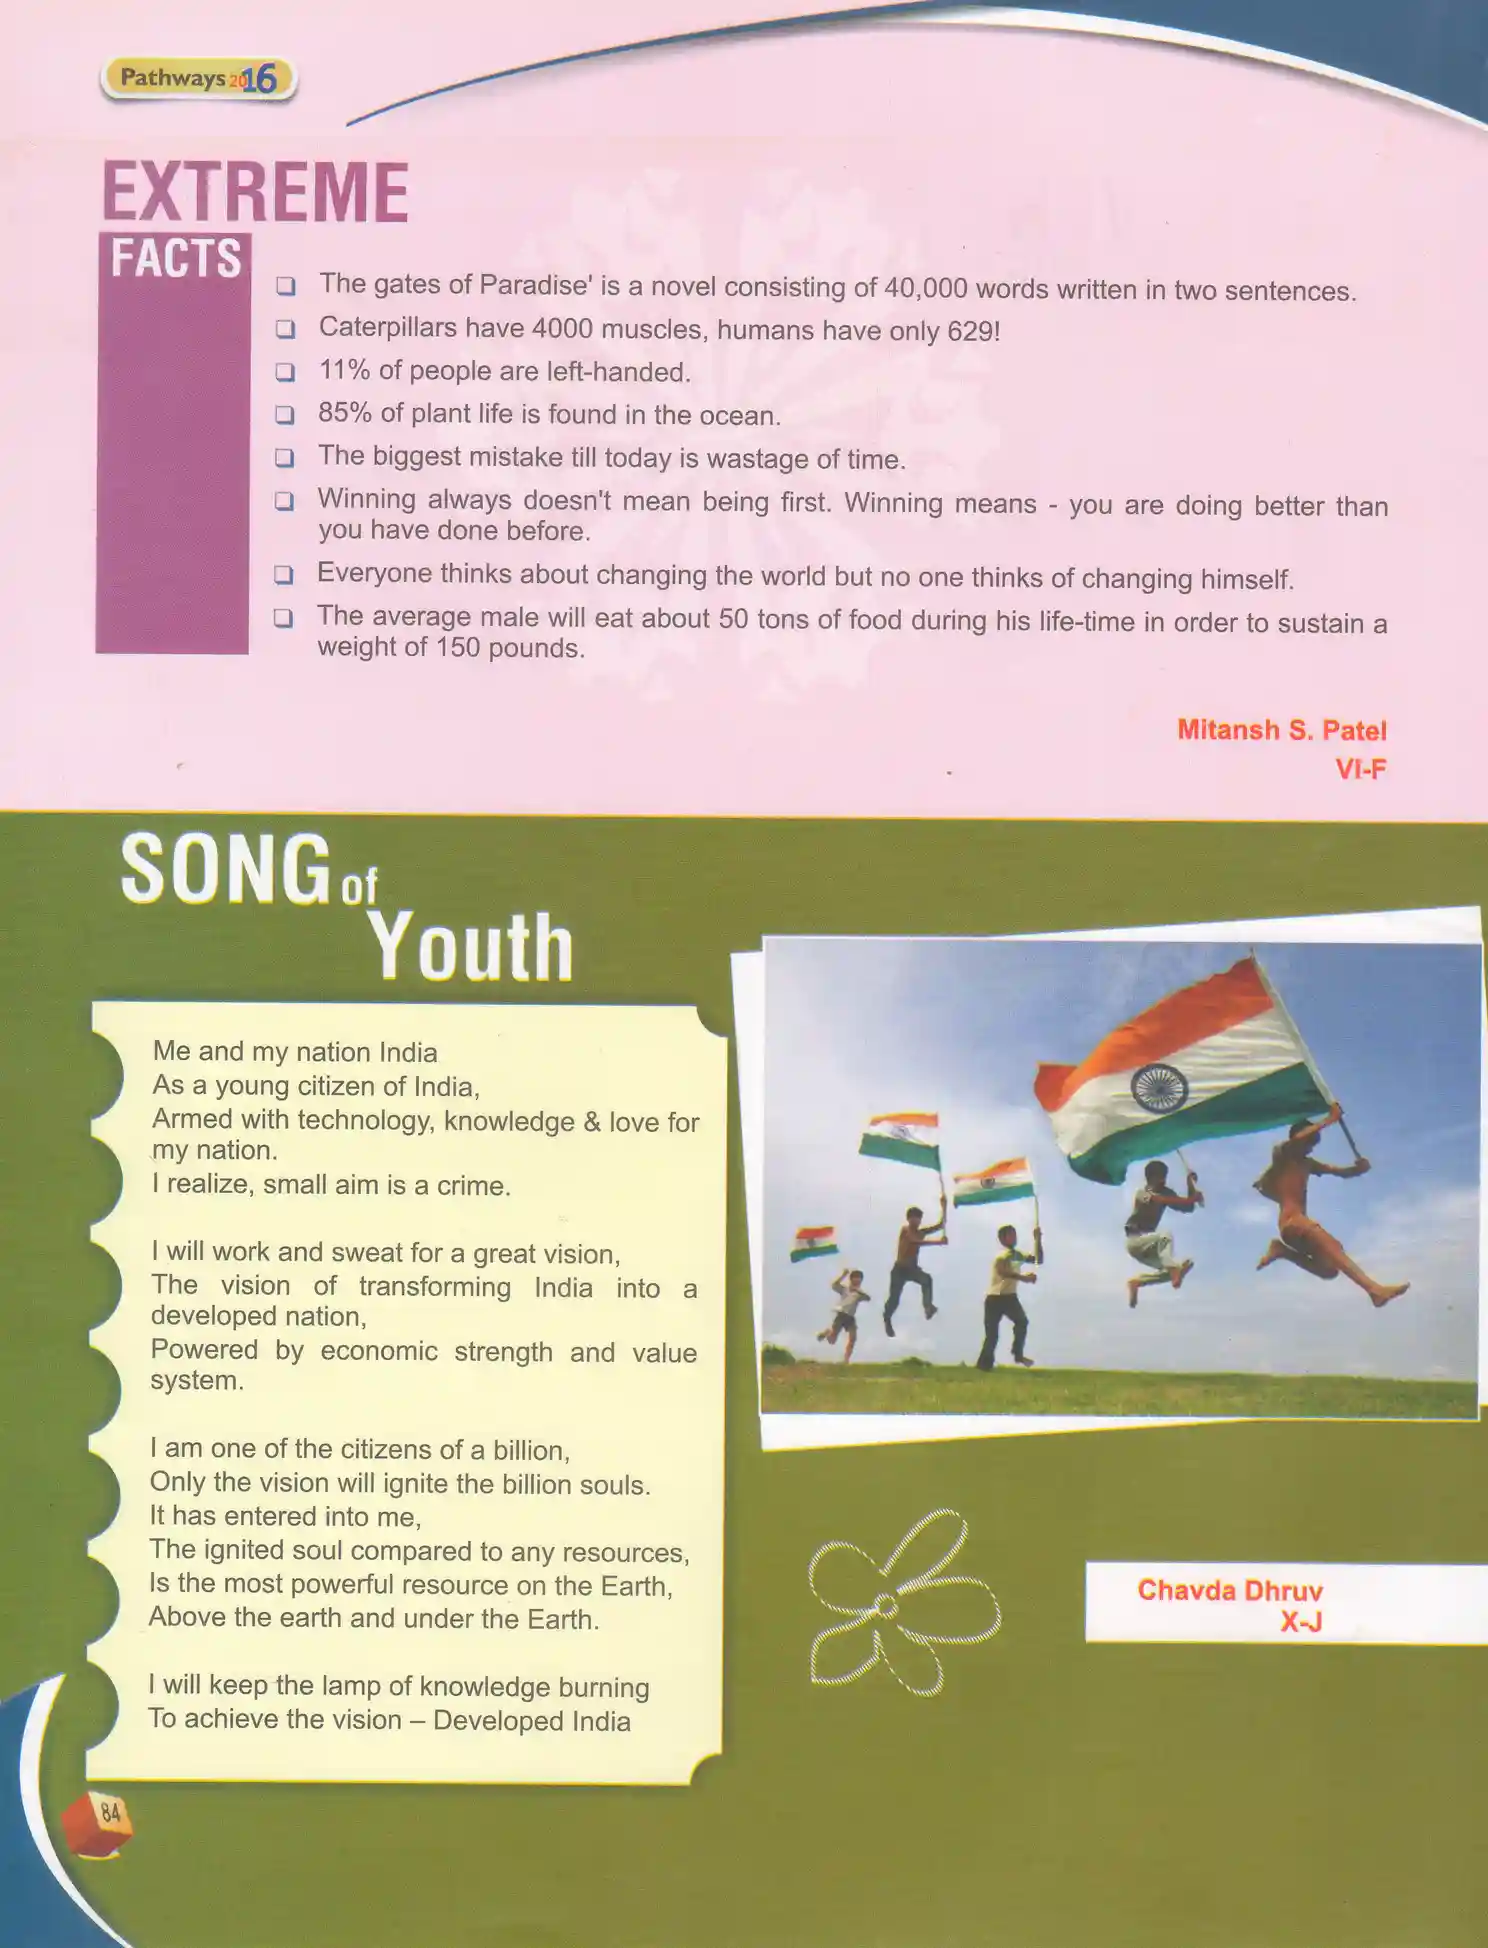 Pathways 2016
EXTREME
FACTS
The gates of Paradise' is a novel consisting of 40,000 words written in two sentences.
Caterpillars have 4000 muscles, humans have only 629!
11% of people are left-handed.
85% of plant life is found in the ocean.
The biggest mistake till today is wastage of time.
Winning always doesn't mean being first. Winning means - you are doing better than
you have done before.
Everyone thinks about changing the world but no one thinks of changing himself.
The average male will eat about 50 tons of food during his life-time in order to sustain a
weight of 150 pounds.
Mitansh S. Patel
VI-F
SONG of
Youth
Me and my nation India
As a young citizen of India,
Armed with technology, knowledge & love for
my nation.
I realize, small aim is a crime.
I will work and sweat for a great vision,
The vision of transforming India into a
developed nation,
Powered by economic strength and value
system.
I am one of the citizens of a billion,
Only the vision will ignite the billion souls.
It has entered into me,
The ignited soul compared to any resources,
Is the most powerful resource on the Earth,
Above the earth and under the Earth.
I will keep the lamp of knowledge burning
To achieve the vision – Developed India
Chavda Dhruv
X-J
84